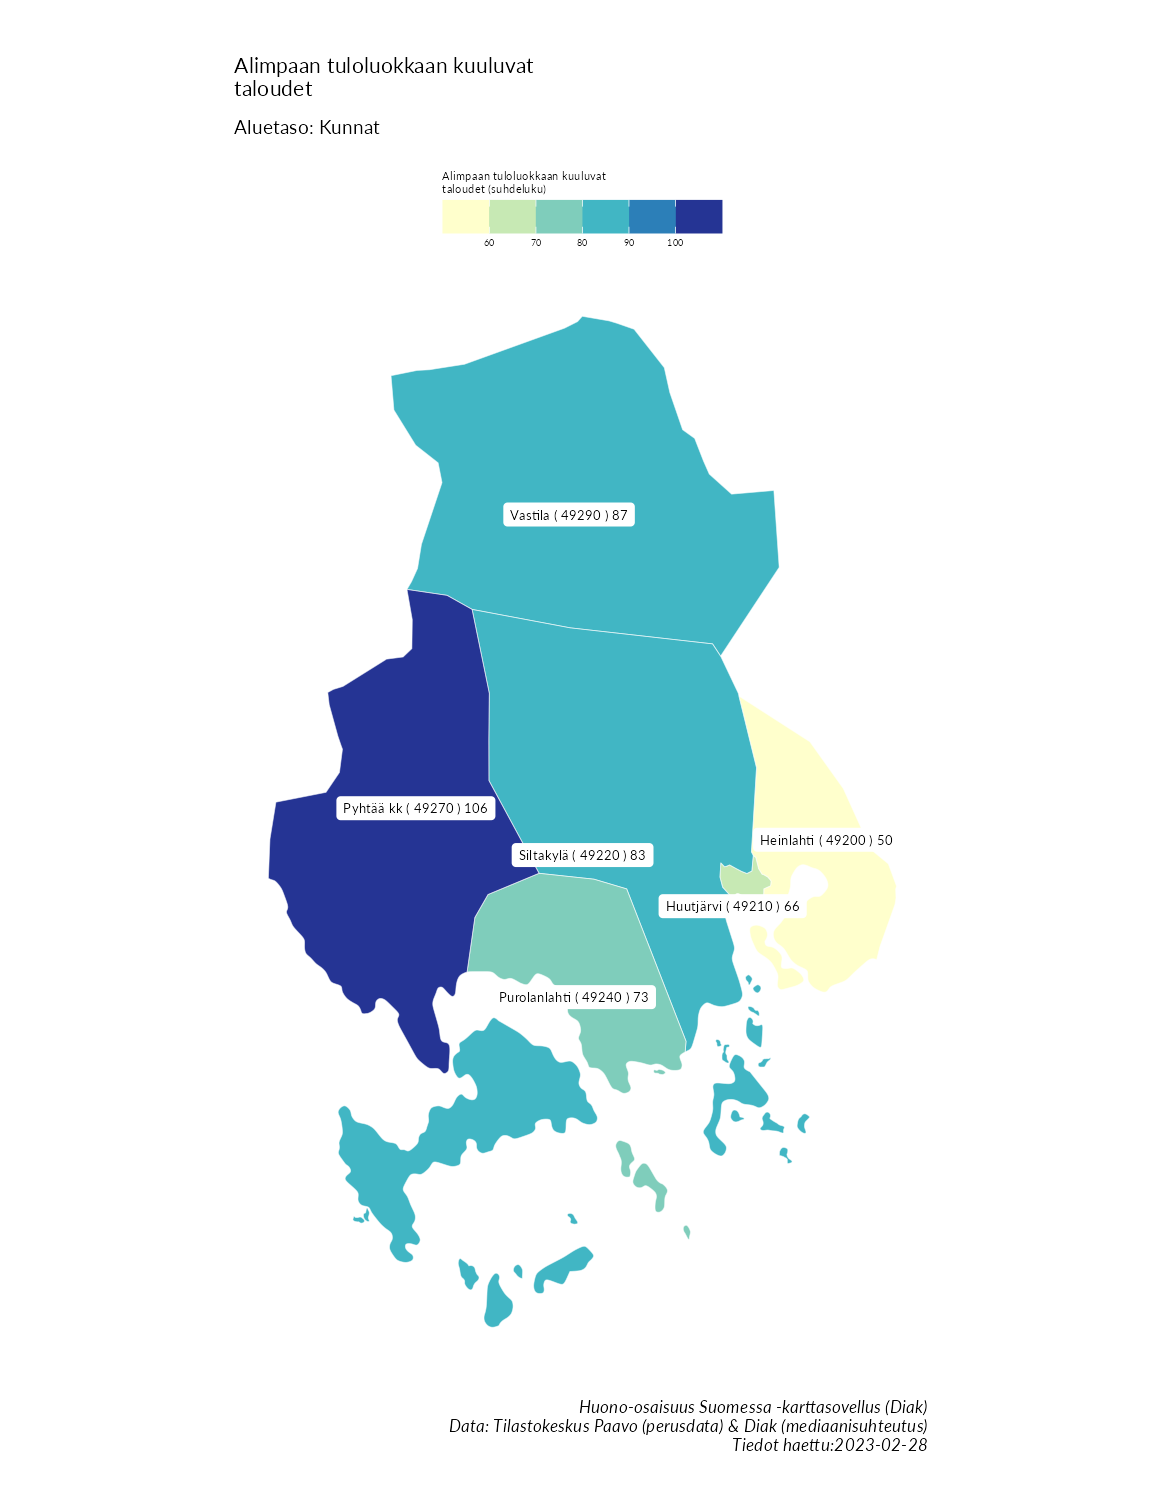 Alimpaan tuloluokkaan kuuluvat
taloudet
Aluetaso: Kunnat
Alimpaan tuloluokkaan kuuluvat
taloudet (suhdeluku)
60 70 80 90 100
Vastila ( 49290 ) 87
Pyhtää kk ( 49270 ) 106
Heinlahti ( 49200 ) 50
Siltakylä ( 49220 ) 83
Huutjärvi ( 49210 ) 66
Purolanlahti ( 49240 ) 73
Huono-osaisuus Suomessa -karttasovellus (Diak)
Data: Tilastokeskus Paavo (perusdata) & Diak (mediaanisuhteutus)
Tiedot haettu:2023-02-28